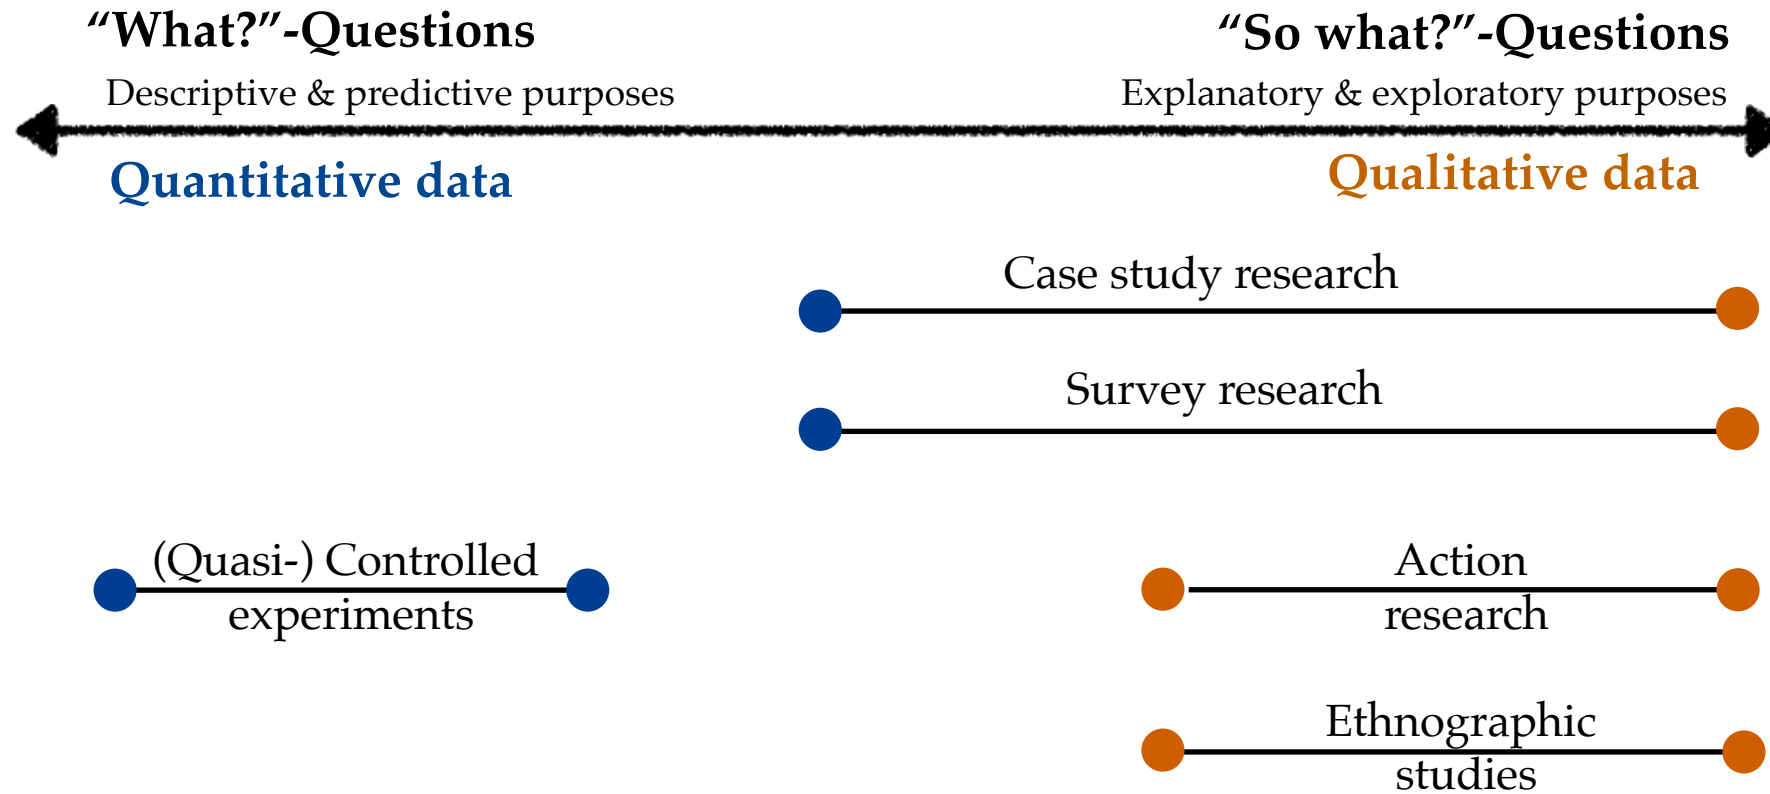 “What?”-Questions
“So what?”-Questions
Descriptive & predictive purposes
Explanatory & exploratory purposes
Quantitative data
Qualitative data
Case study research
Survey research
(Quasi-) Controlled
experiments
Action
research
Ethnographic
studies